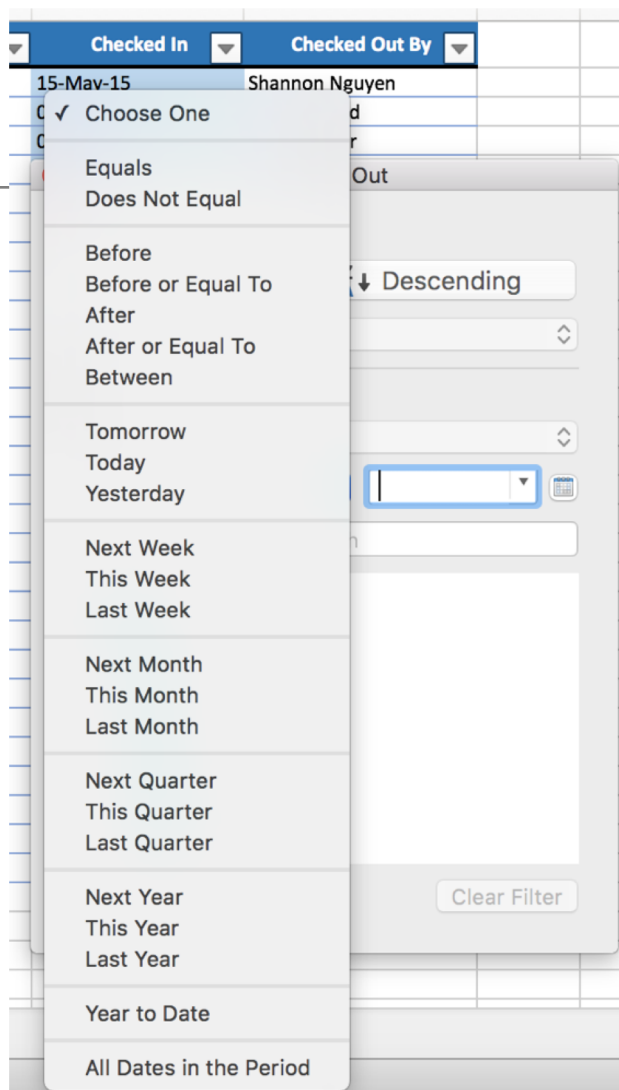 Checked In Checked Out By
15-May-15 Shannon Nguyen
✓ Choose One
Out
Equals
Does Not Equal
Before
Before or Equal To
Descending
After
After or Equal To
Between
Tomorrow
Today
Yesterday
Next Week
This Week
Last Week
Next Month
This Month
Last Month
Next Quarter
This Quarter
Last Quarter
Next Year
Clear Filter
This Year
Last Year
Year to Date
All Dates in the Period